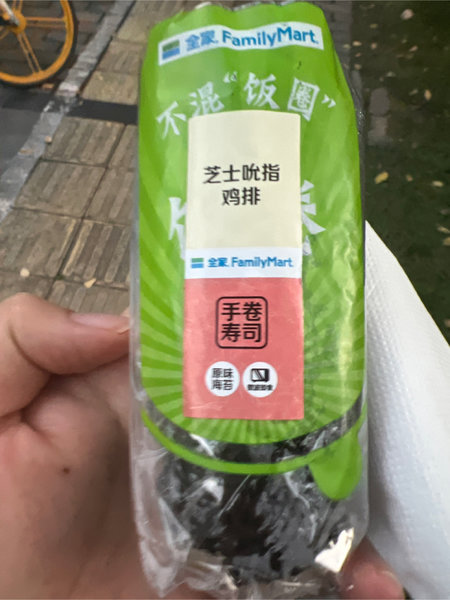 全家 FamilyMart
不混“饭圈”
芝士吮指
鸡排
全家 FamilyMart
手卷
寿司
原味
海苔